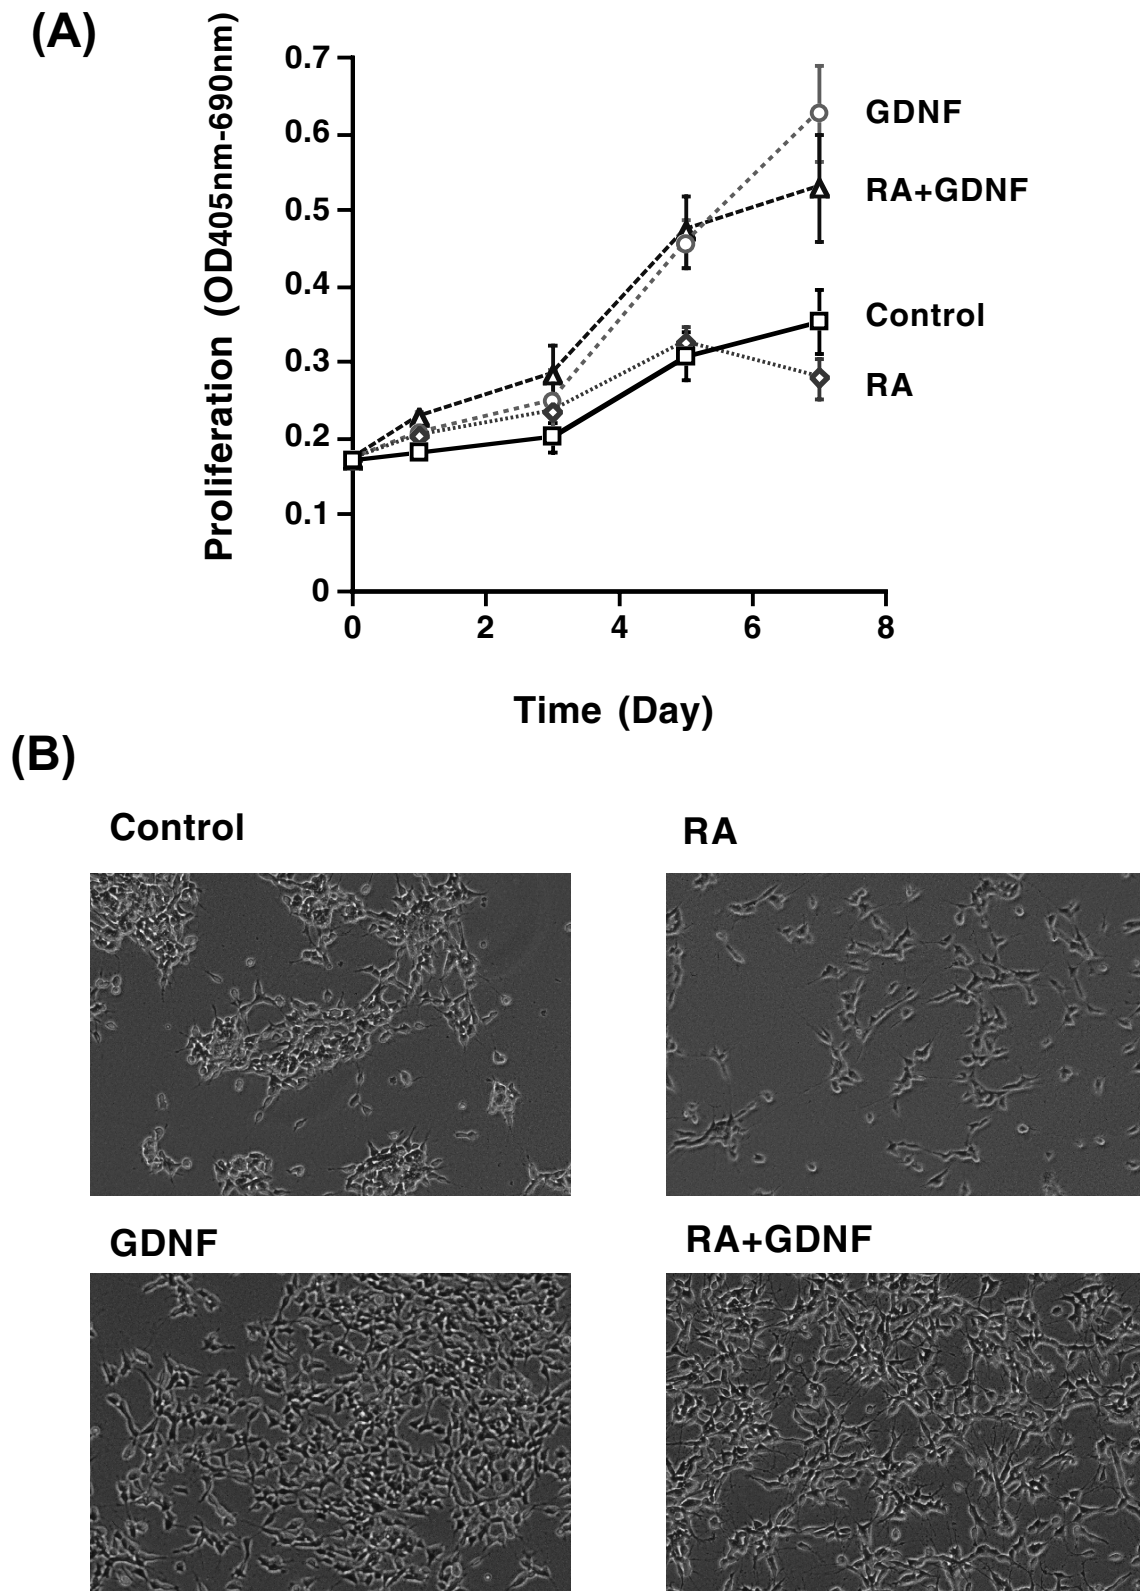 (A)
Proliferation (OD405nm-690nm)
0.7
0.6
0.5
0.4
0.3
0.2
0.1
0
0 2 4 6 8
Time (Day)
GDNF
RA+GDNF
Control
RA
(B)
Control
RA
GDNF
RA+GDNF